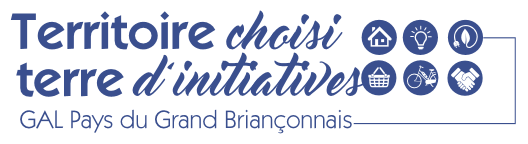 Territoire choisi
terre d'initiatives
GAL Pays du Grand Briançonnais